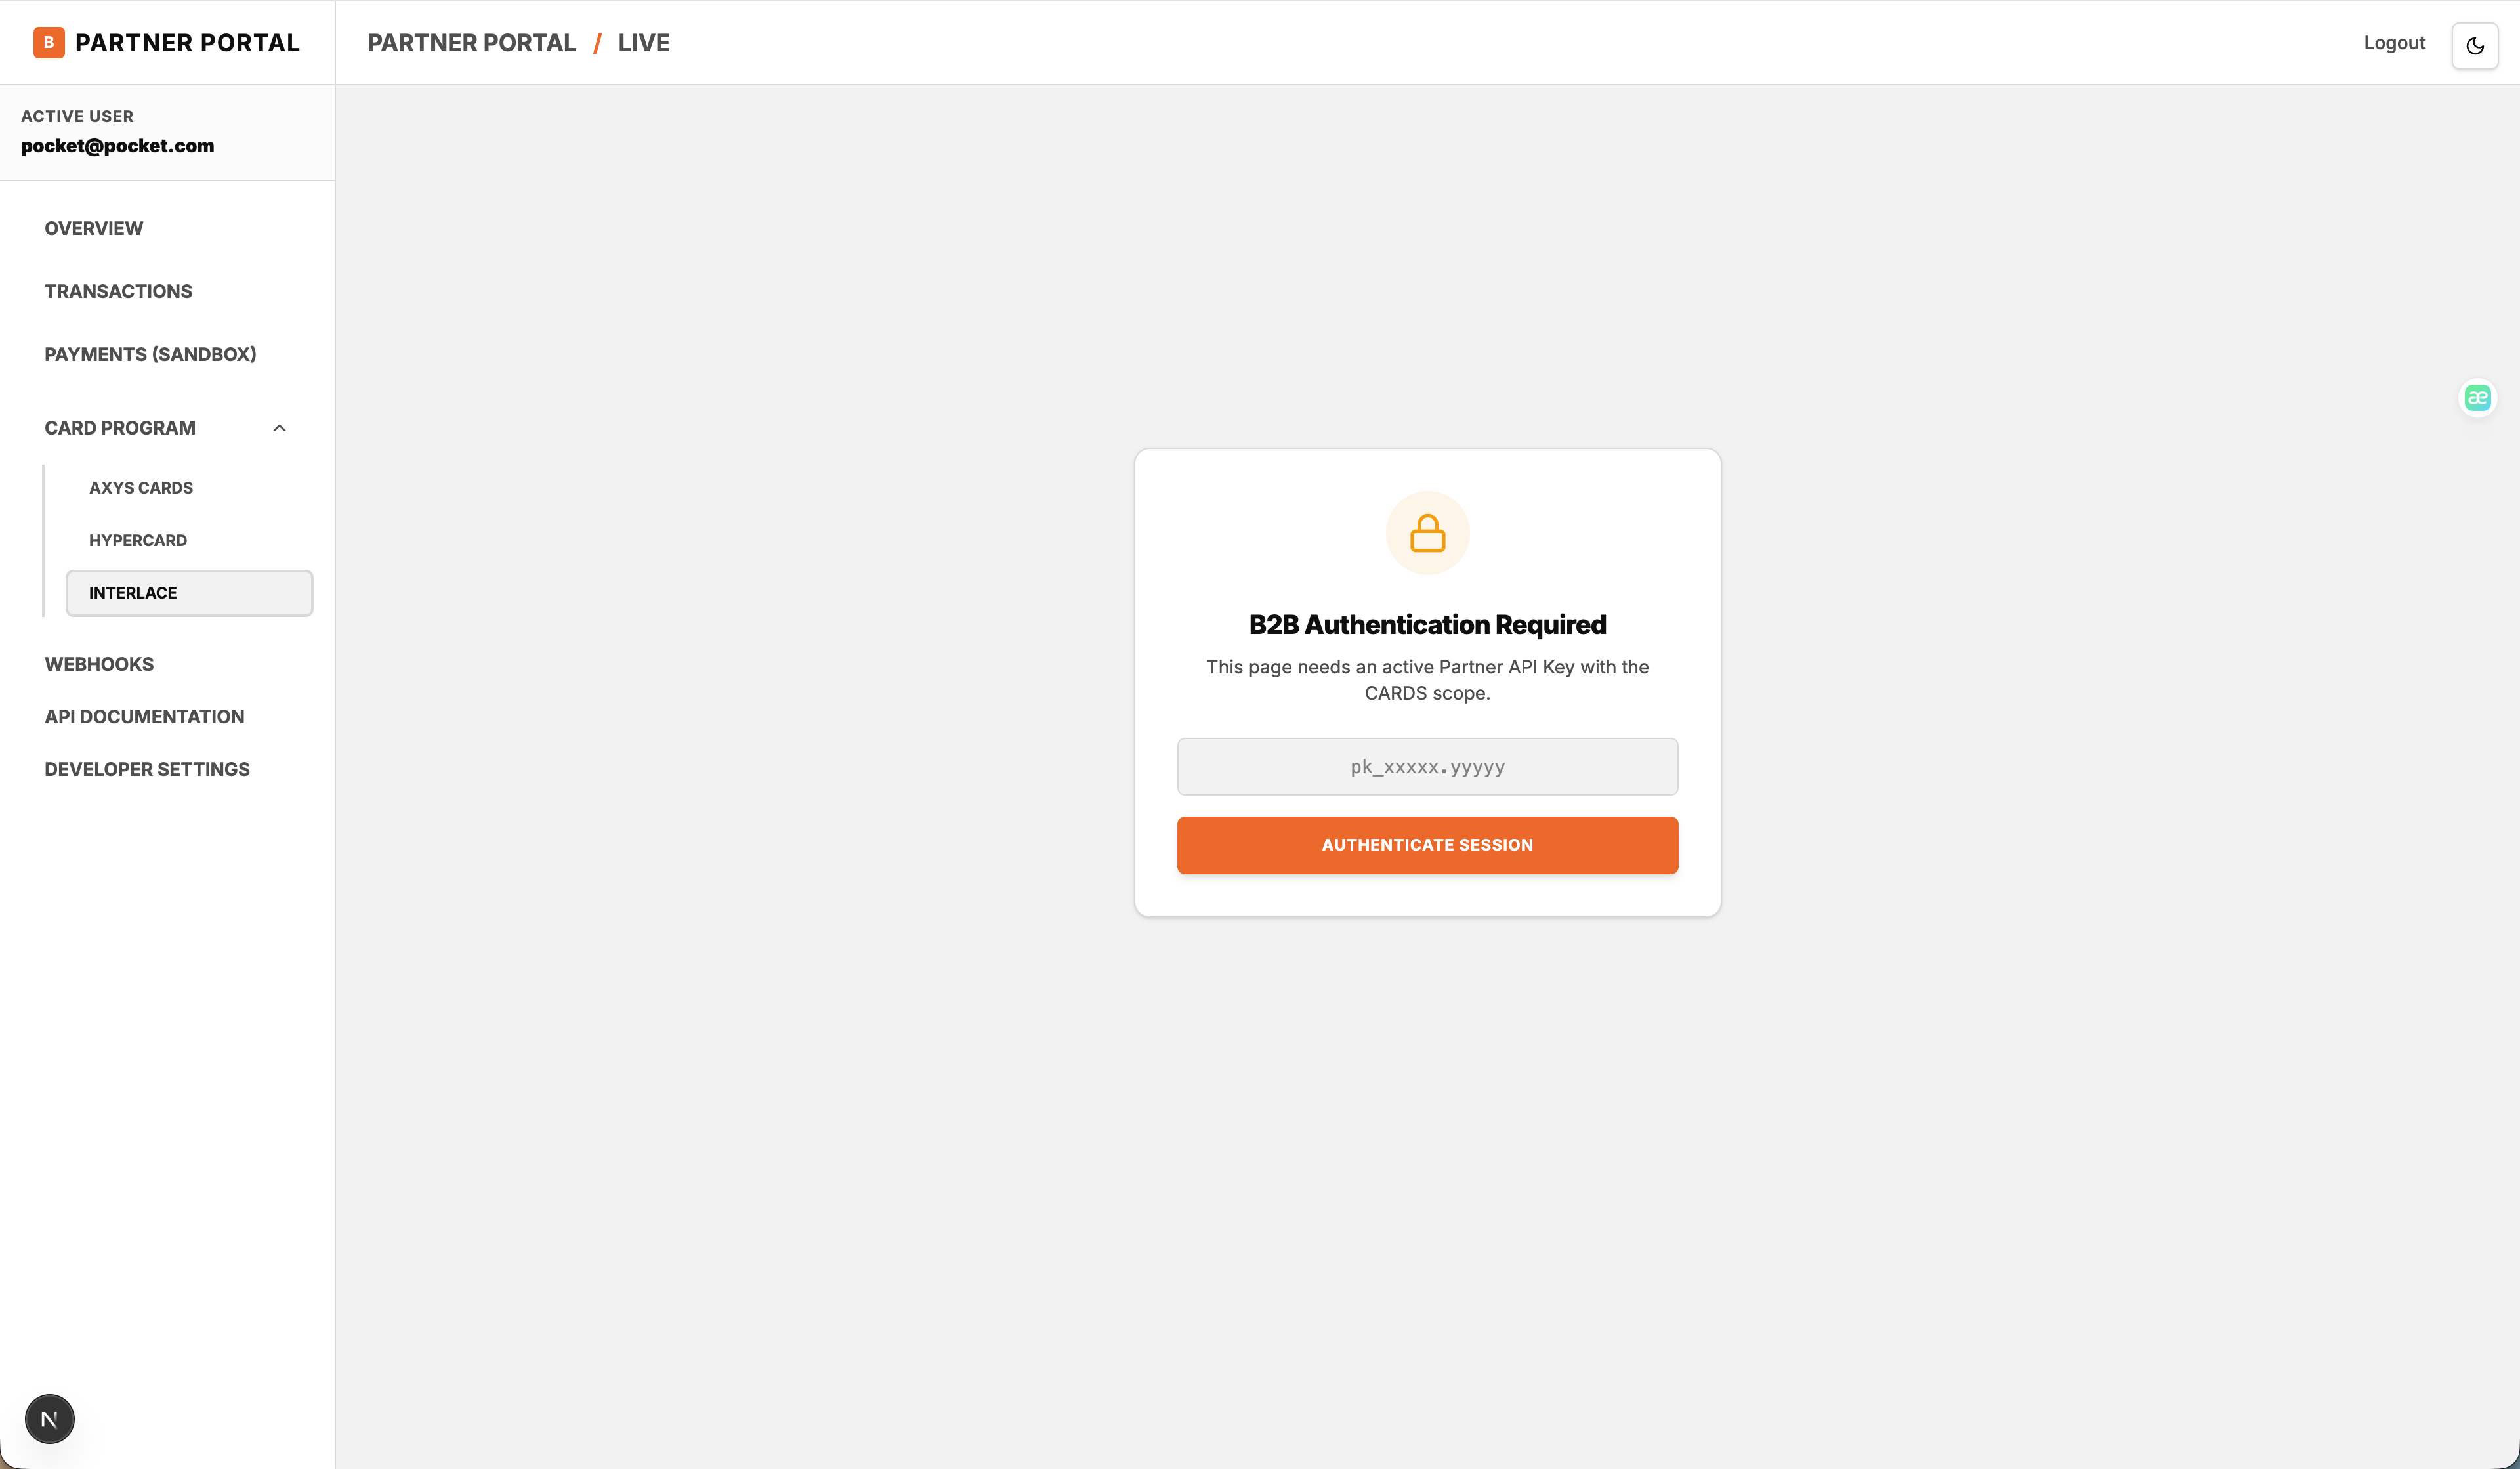 B PARTNER PORTAL
PARTNER PORTAL / LIVE
Logout
ACTIVE USER
pocket@pocket.com
OVERVIEW
TRANSACTIONS
PAYMENTS (SANDBOX)
CARD PROGRAM
AXYS CARDS
HYPERCARD
INTERLACE
WEBHOOKS
API DOCUMENTATION
DEVELOPER SETTINGS
B2B Authentication Required
This page needs an active Partner API Key with the
CARDS scope.
pk_xxxxx.yyyyy
AUTHENTICATE SESSION
æ
N